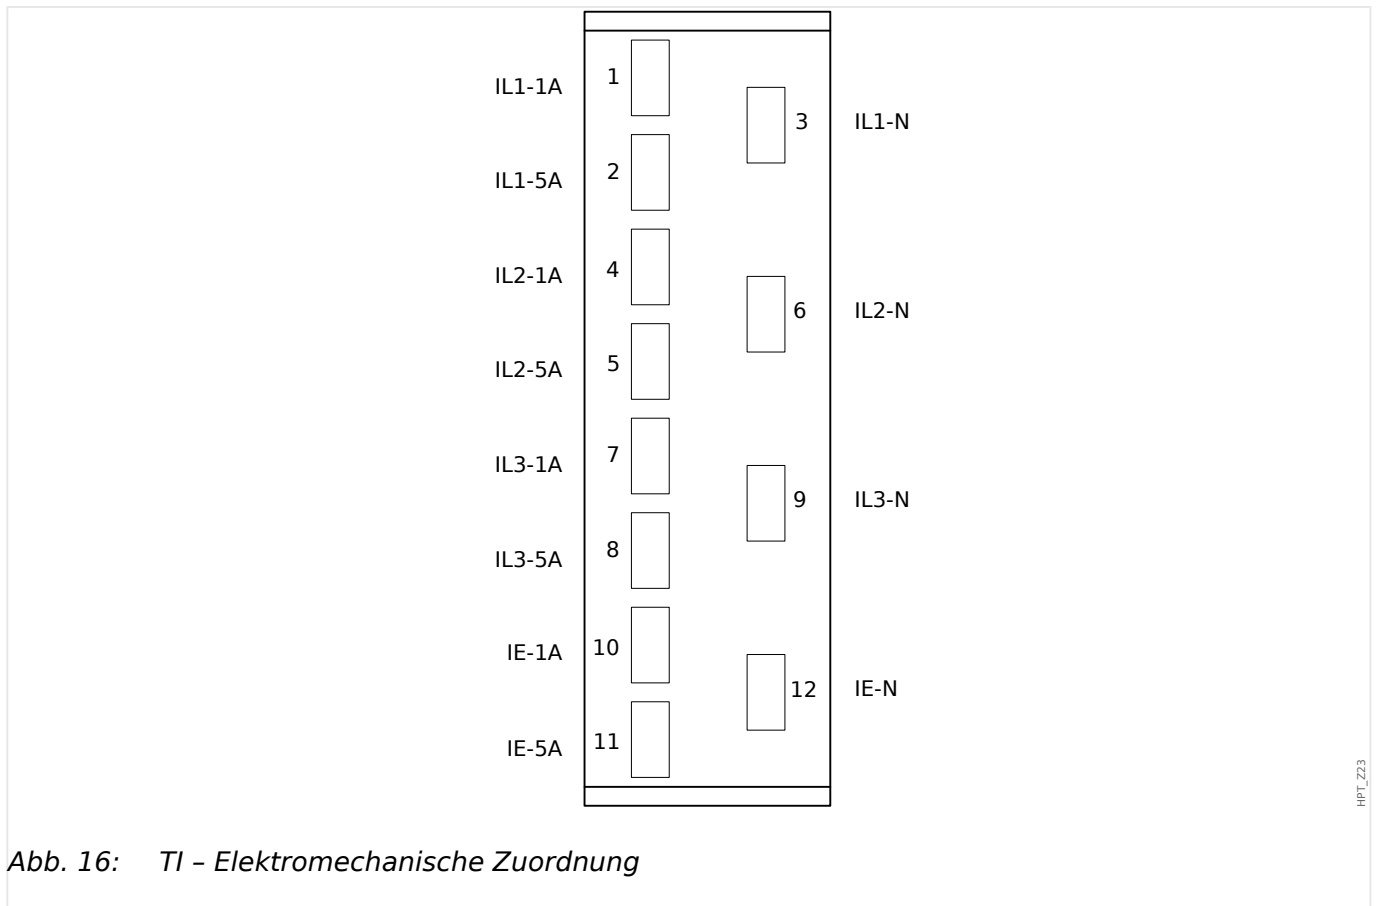 IL1-1A 1
3 IL1-N
IL1-5A 2
IL2-1A 4
6 IL2-N
IL2-5A 5
IL3-1A 7
9 IL3-N
IL3-5A 8
IE-1A 10
12 IE-N
IE-5A 11
HPT_Z23
Abb. 16: TI – Elektromechanische Zuordnung